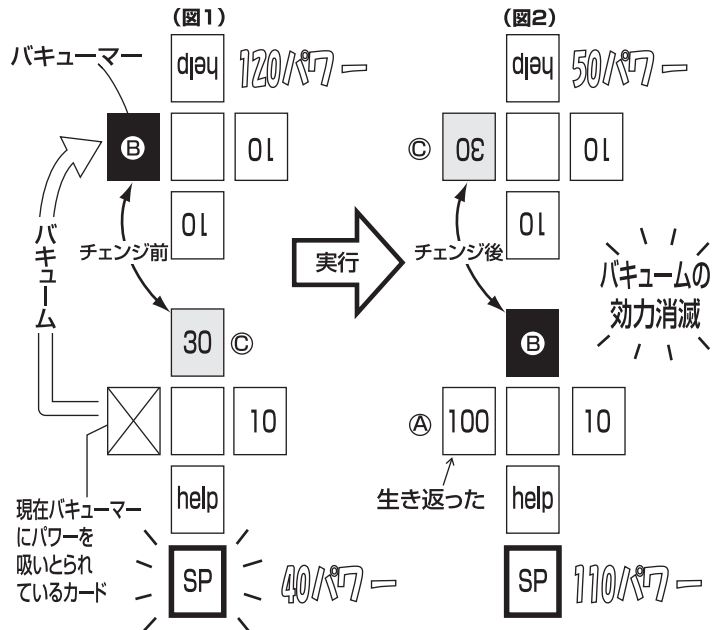 (図1)
バキューマー
help
120パワー
B
10
10
バキューム
チェンジ前
30
C
10
現在バキューマー
にパワーを
吸いとられ
ているカード
help
SP
40パワー
実行
(図2)
help
50パワー
C
30
10
10
チェンジ後
バキュームの
効力消滅
B
A
100
10
生き返った
help
SP
110パワー